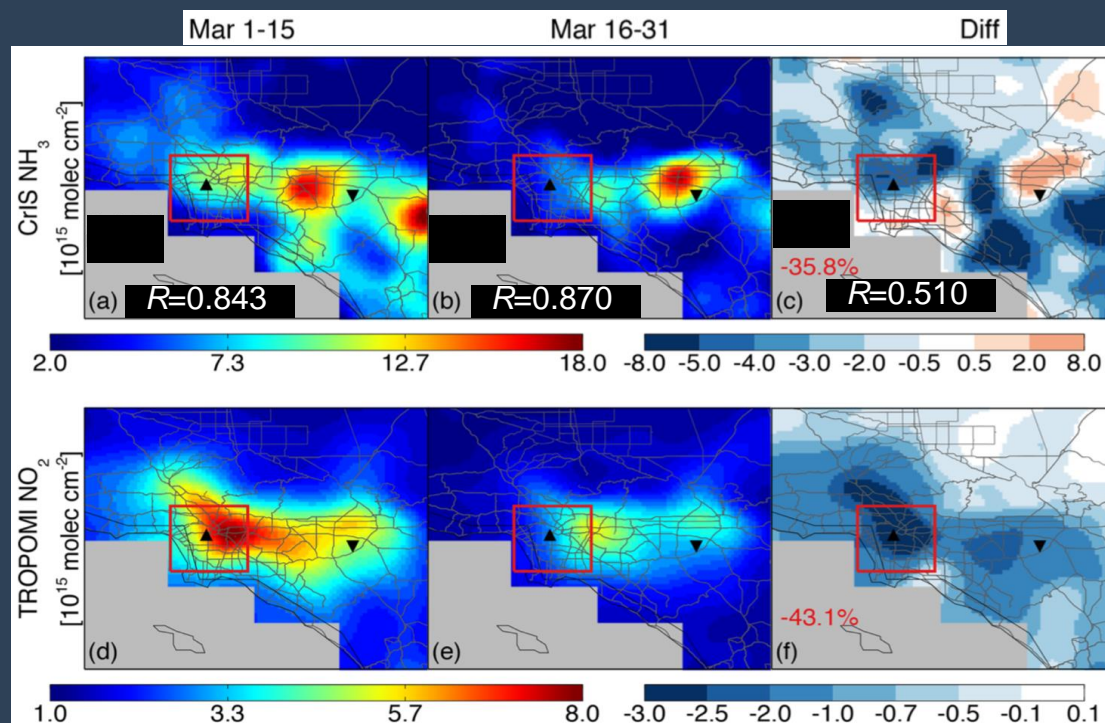 Mar 1-15 Mar 16-31 Diff
CrIS NH3
[10^15 molec cm^-2]
-35.8%
(a) R=0.843 (b) R=0.870 (c) R=0.510
2.0 7.3 12.7 18.0 -8.0 -5.0 -4.0 -3.0 -2.0 -0.5 0.5 2.0 8.0
TROPOMI NO2
[10^15 molec cm^-2]
-43.1%
(d) (e) (f)
1.0 3.3 5.7 8.0 -3.0 -2.5 -2.0 -1.0 -0.7 -0.5 -0.1 0.1